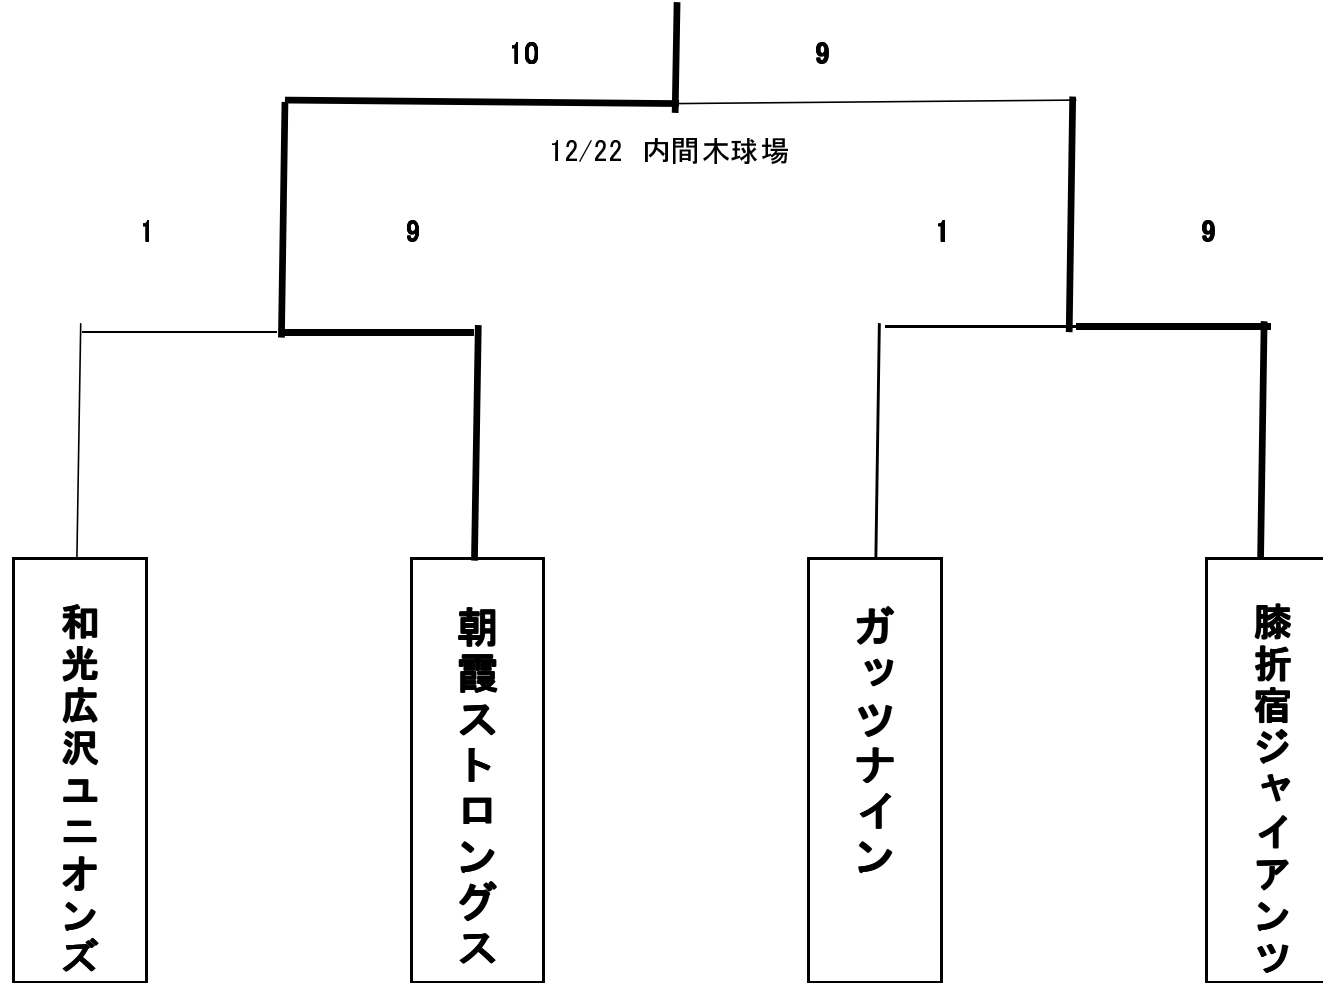 10 9
12/22 内間木球場
1 9 1 9
和光広沢ユニオンズ
朝霞ストロングス
ガッツナイン
膝折宿ジャイアンツ